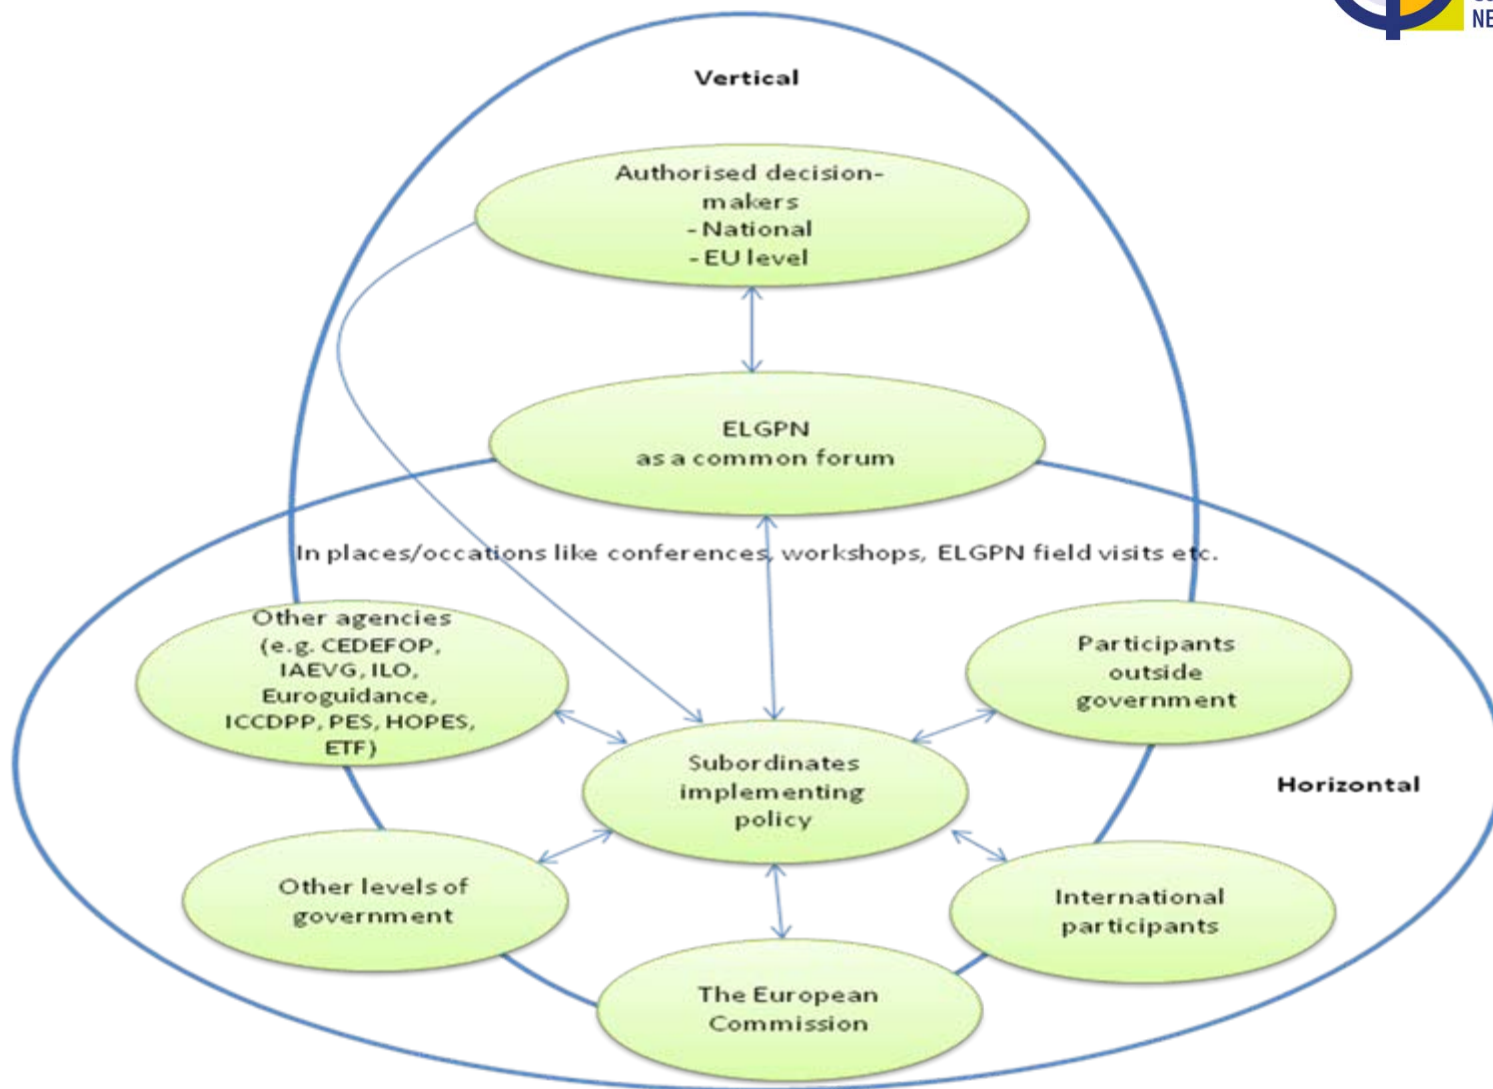 NE
Vertical
Authorised decision-
makers
- National
- EU level
ELGPN
as a common forum
In places/occations like conferences, workshops, ELGPN field visits etc.
Other agencies
(e.g. CEDEFOP,
IAEVG, ILO,
Euroguidance,
ICCDPP, PES, HOPES,
ETF)
Participants
outside
government
Subordinates
implementing
policy
Horizontal
Other levels of
government
International
participants
The European
Commission